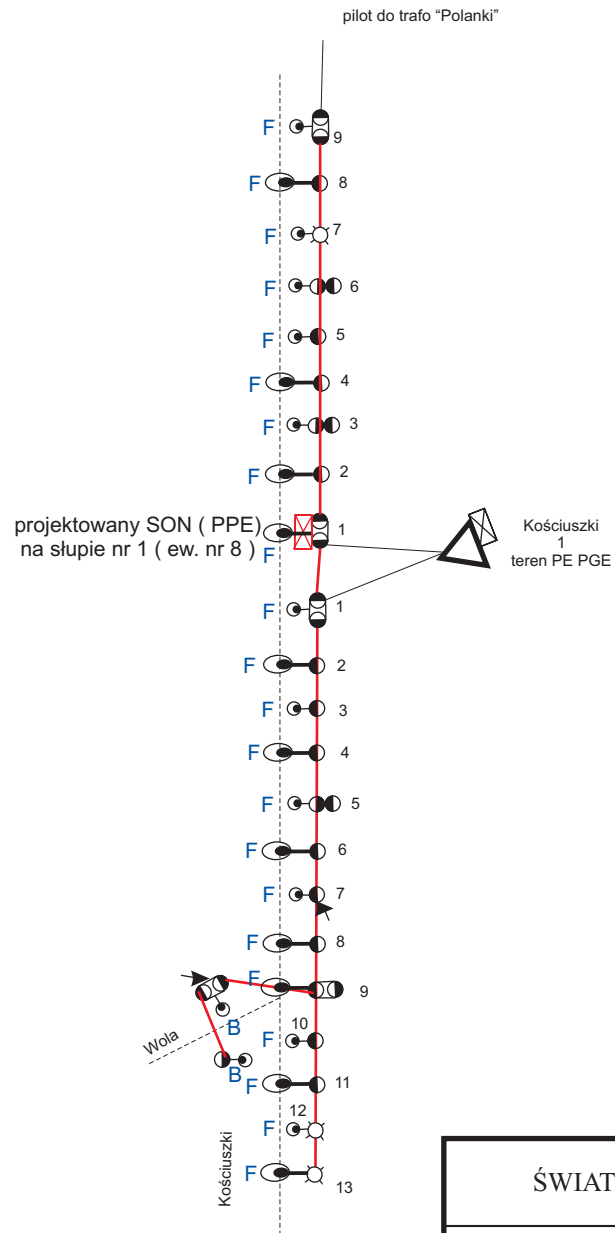 pilot do trafo “Polanki”
F
9
F
8
F
7
F
6
F
5
F
4
F
3
F
2
projektowany SON ( PPE)
na słupie nr 1 ( ew. nr 8 )
F
1
Kościuszki
1
teren PE PGE
F
1
F
2
F
3
F
4
F
5
F
6
F
7
F
8
F
9
B
Wola
B
F
10
F
11
F
12
F
13
Kościuszki
ŚWIAT